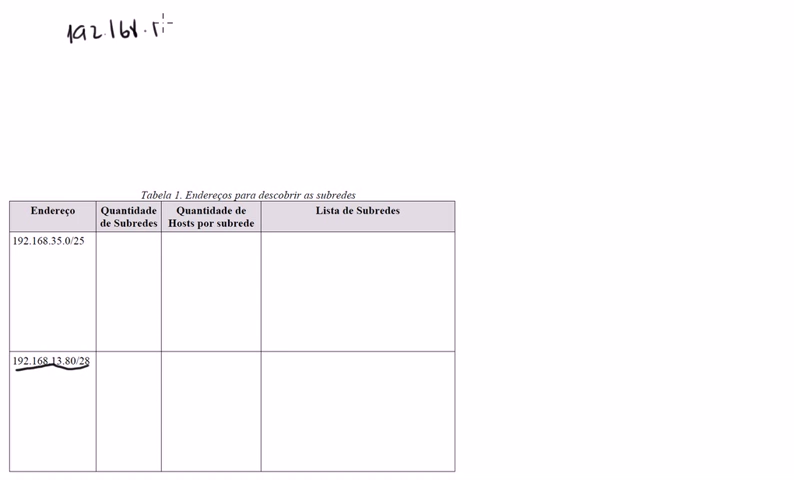 192.168.
Tabela 1. Endereços para descobrir as subredes
Endereço Quantidade de Subredes Quantidade de Hosts por subrede Lista de Subredes
192.168.35.0/25
192.168.13.80/28